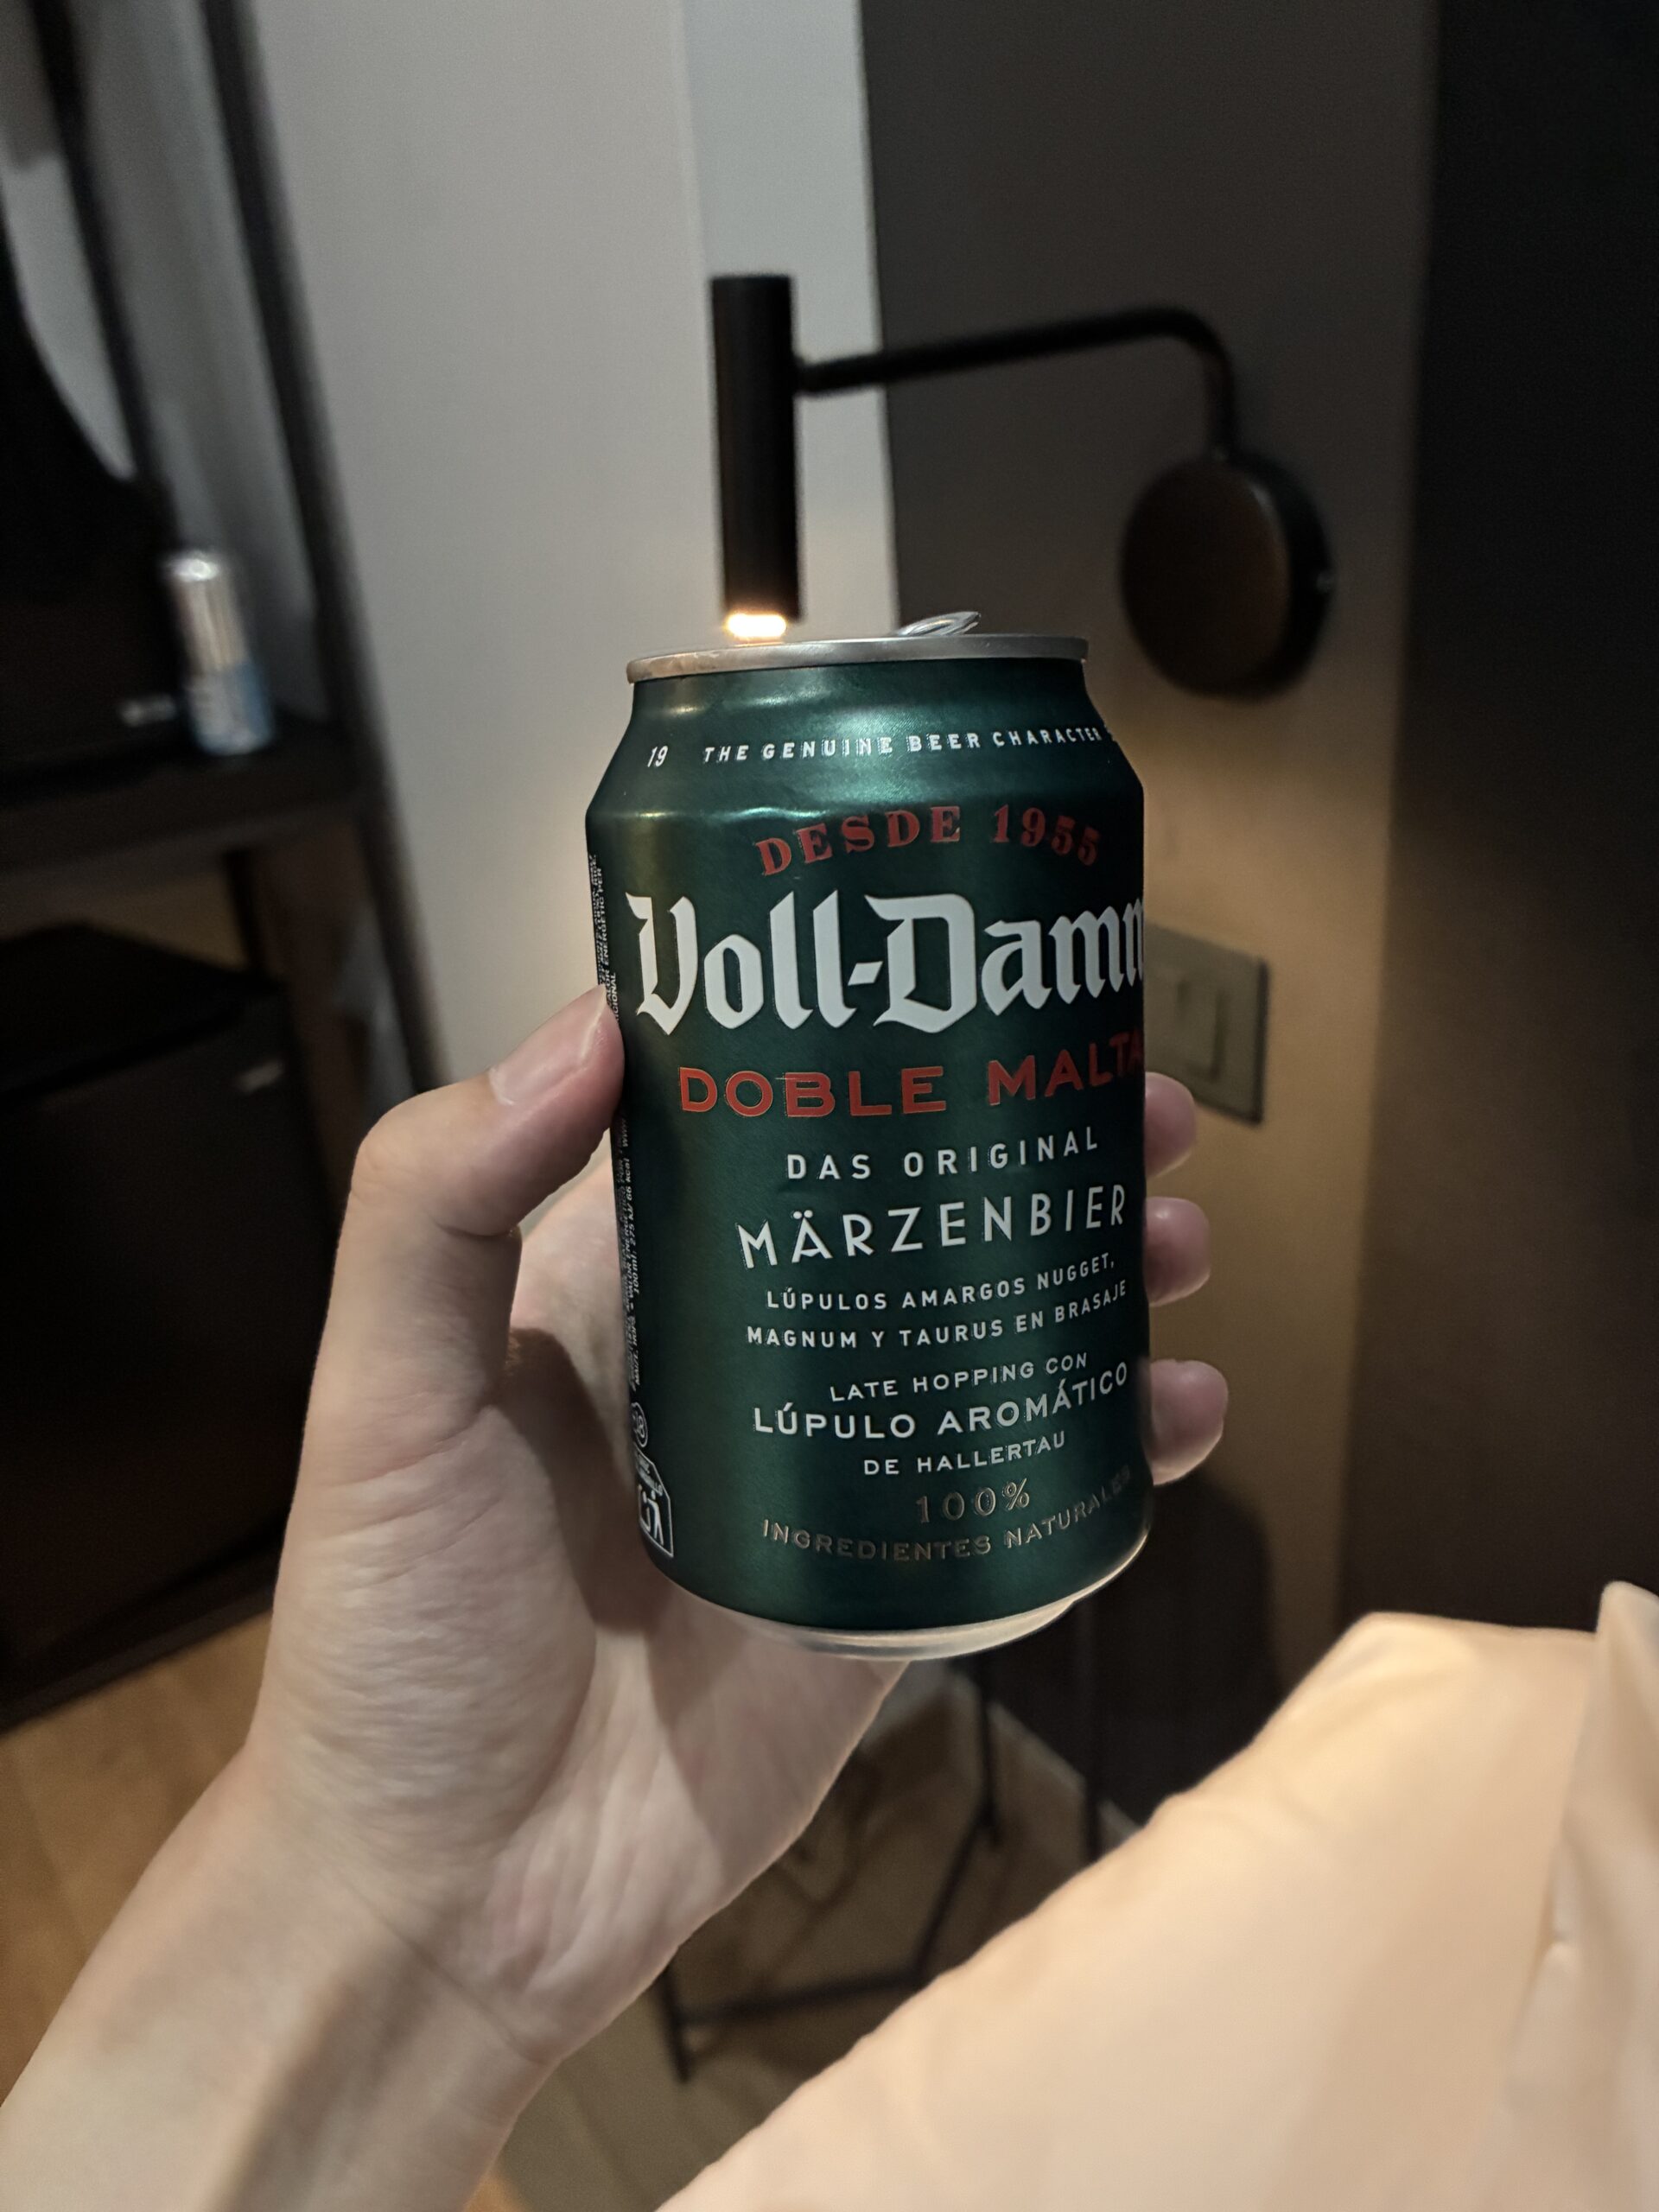 19 THE GENUINE BEER CHARACTER
DESDE 1955
Voll-Damm
DOBLE MALTA
DAS ORIGINAL
MÄRZENBIER
LÚPULOS AMARGOS NUGGET,
MAGNUM Y TAURUS EN BRASAJE
LATE HOPPING CON
LÚPULO AROMÁTICO
DE HALLERTAU
100%
INGREDIENTES NATURALES